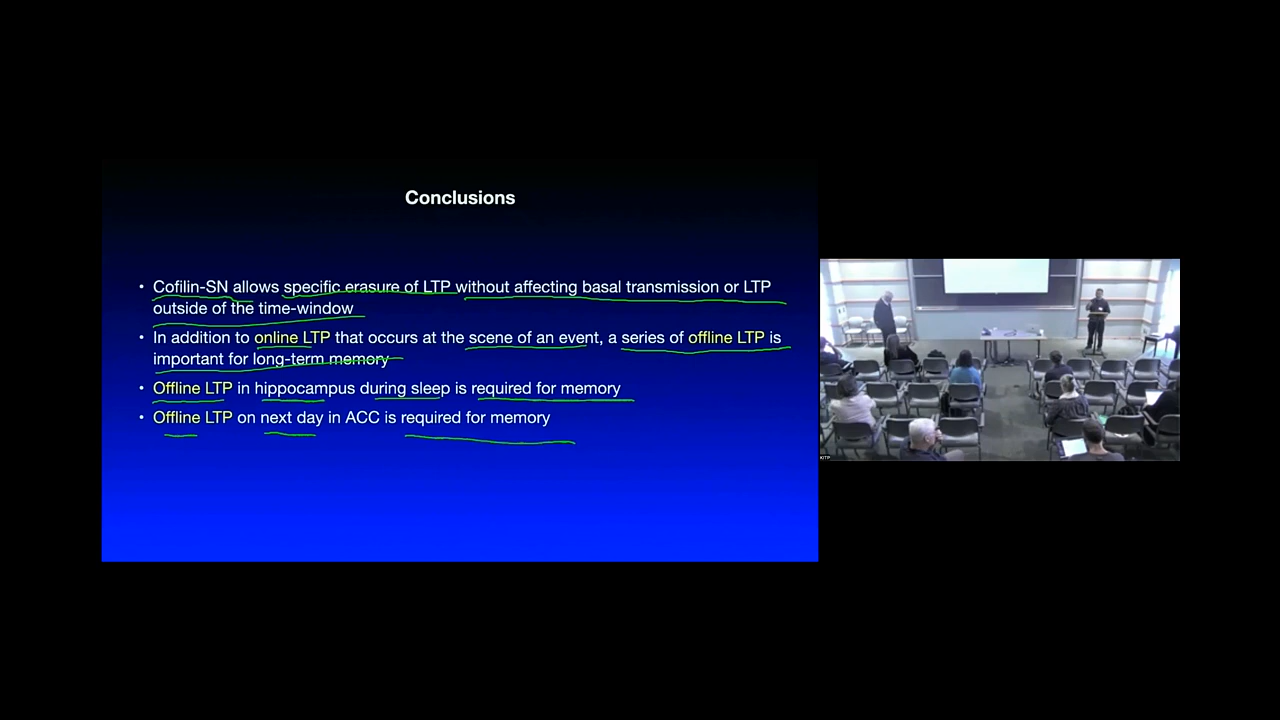 Conclusions
• Cofilin-SN allows specific erasure of LTP without affecting basal transmission or LTP
outside of the time-window
• In addition to online LTP that occurs at the scene of an event, a series of offline LTP is
important for long-term memory
• Offline LTP in hippocampus during sleep is required for memory
• Offline LTP on next day in ACC is required for memory
KITP